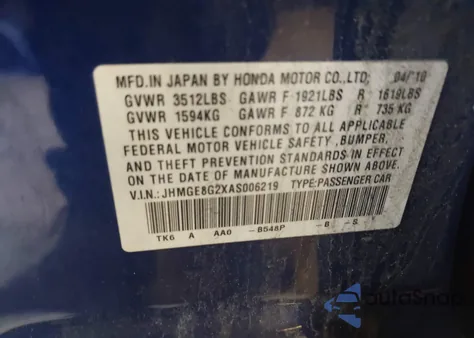 MFD.IN JAPAN BY HONDA MOTOR CO.,LTD. 04/10
GVWR 3512LBS GAWR F 1921LBS R 1619LBS
GVWR 1594KG GAWR F 872 KG R 735 KG
THIS VEHICLE CONFORMS TO ALL APPLICABLE
FEDERAL MOTOR VEHICLE SAFETY ,BUMPER,
AND THEFT PREVENTION STANDARDS IN EFFECT
ON THE DATE OF MANUFACTURE SHOWN ABOVE.
V.I.N.: JHMGE8G2XAS006219 TYPE:PASSENGER CAR
TK6 A AA0 -B548P -B -S
AutoSnap